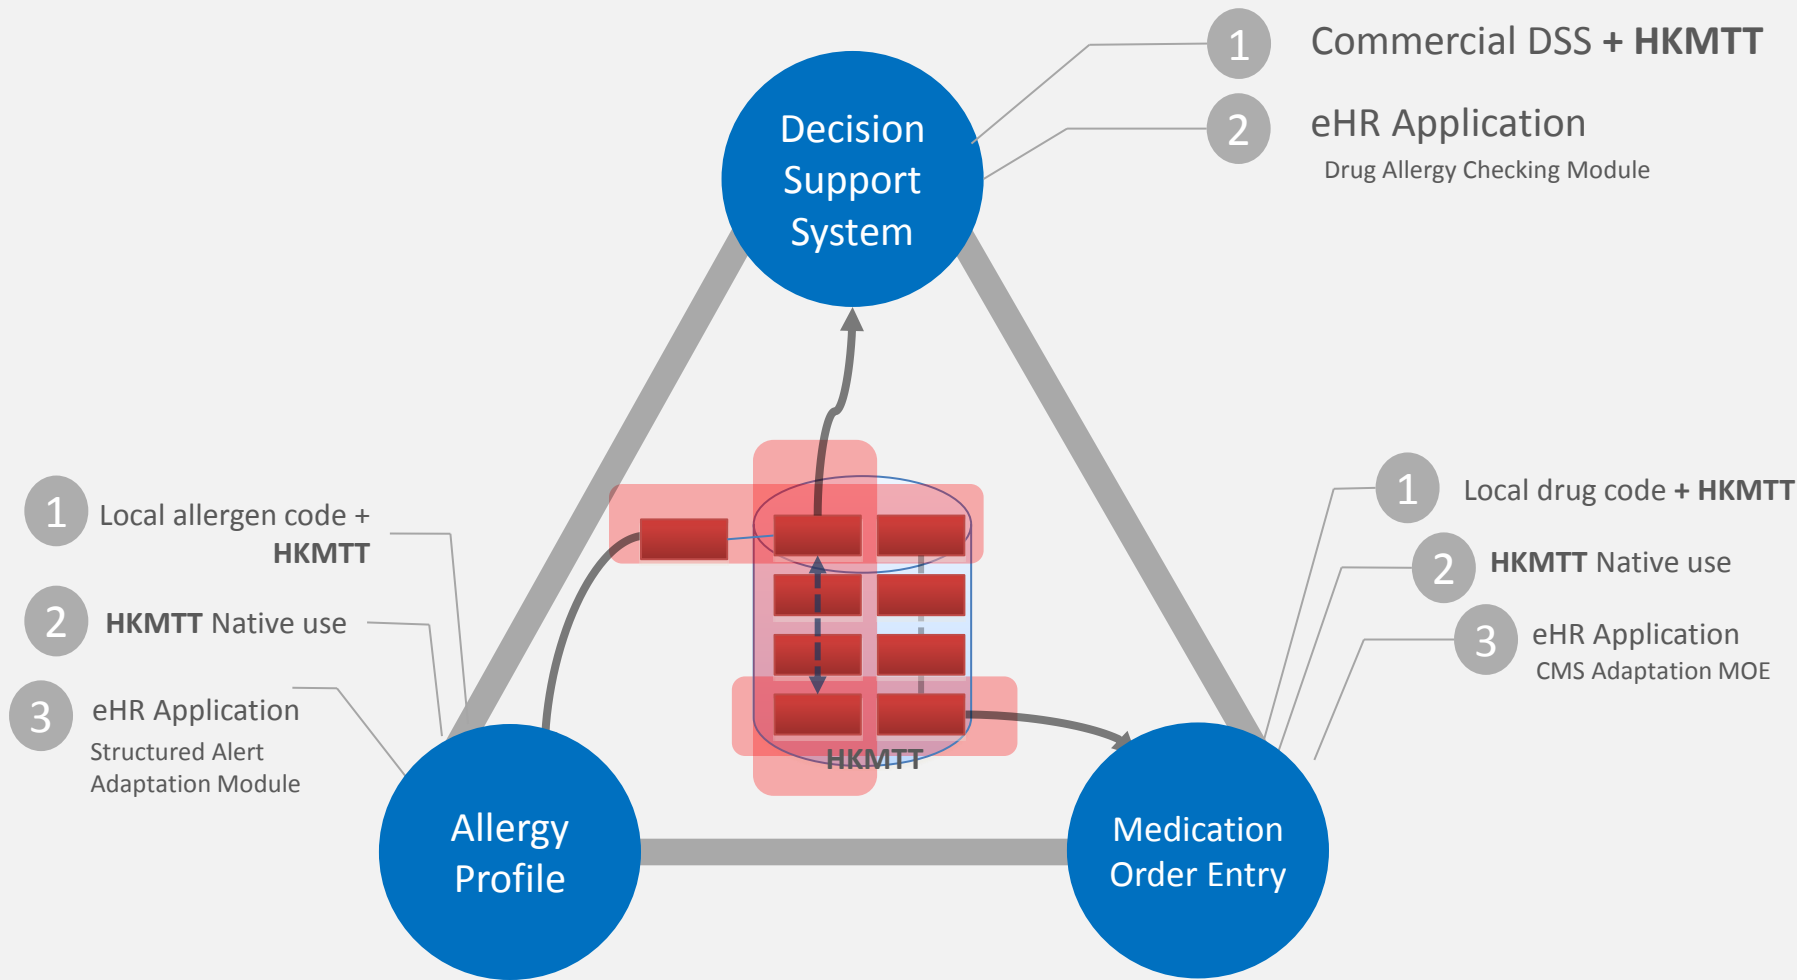 1
Commercial DSS + HKMTT
2
eHR Application
Drug Allergy Checking Module
Decision
Support
System
1
Local allergen code +
HKMTT
2
HKMTT Native use
3
eHR Application
Structured Alert
Adaptation Module
HKMTT
1
Local drug code + HKMTT
2
HKMTT Native use
3
eHR Application
CMS Adaptation MOE
Allergy
Profile
Medication
Order Entry